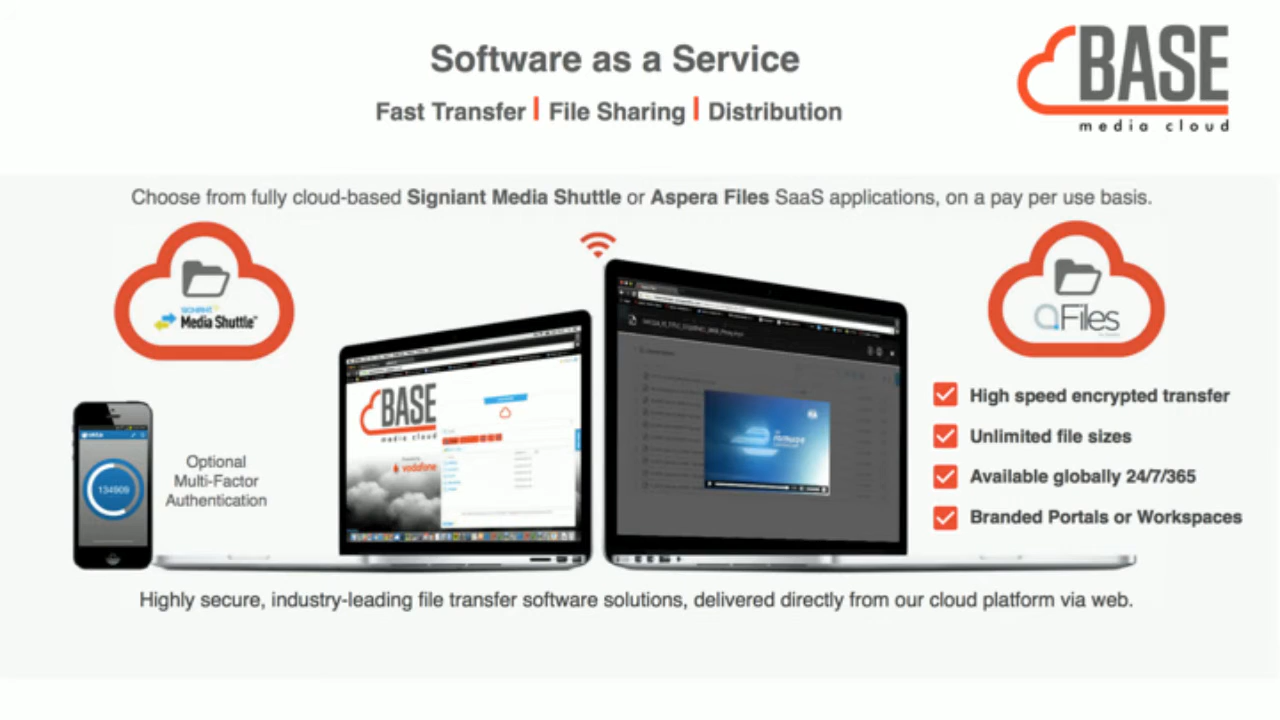 Software as a Service
Fast Transfer | File Sharing | Distribution
BASE
media cloud
Choose from fully cloud-based Signiant Media Shuttle or Aspera Files SaaS applications, on a pay per use basis.
SIGNIANT
Media Shuttle
Files
BASE
media cloud
vodafone
134909
Optional
Multi-Factor
Authentication
High speed encrypted transfer
Unlimited file sizes
Available globally 24/7/365
Branded Portals or Workspaces
Highly secure, industry-leading file transfer software solutions, delivered directly from our cloud platform via web.